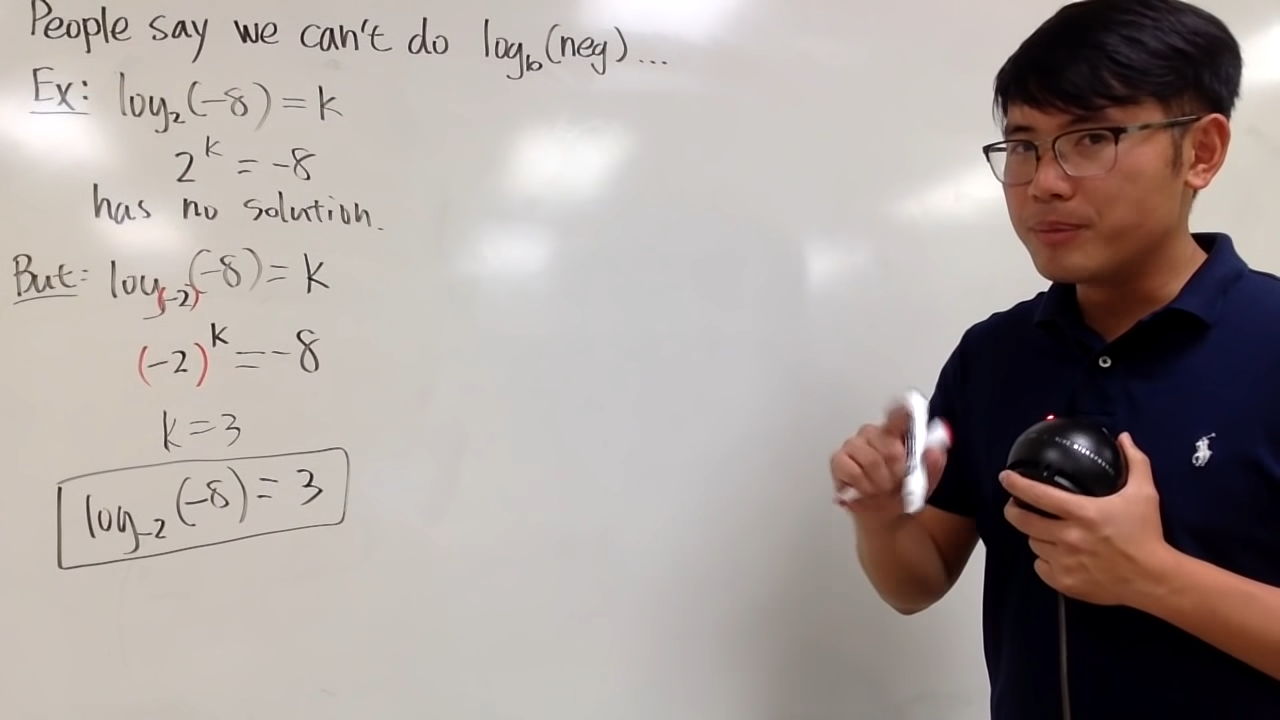 People say we can't do log_b(neg)...
Ex: log₂(-8) = k
2^k = -8
has no solution.
But: log_(-2)(-8) = k
(-2)^k = -8
k = 3
log_-2(-8) = 3